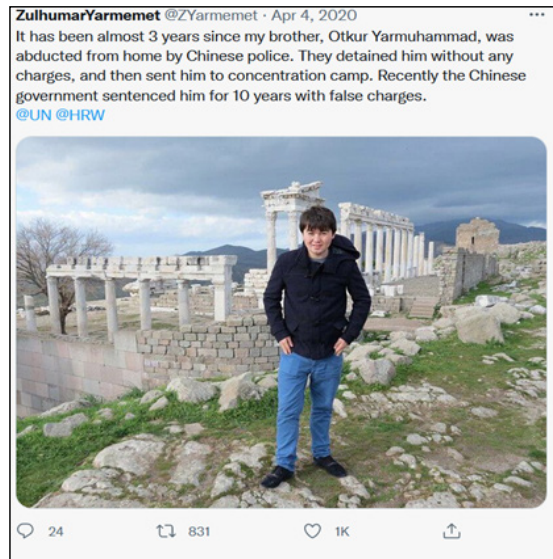 ZulhumarYarmemet @ZYarmemet · Apr 4, 2020
It has been almost 3 years since my brother, Otkur Yarmuhammad, was
abducted from home by Chinese police. They detained him without any
charges, and then sent him to concentration camp. Recently the Chinese
government sentenced him for 10 years with false charges.
@UN @HRW
24 831 1K